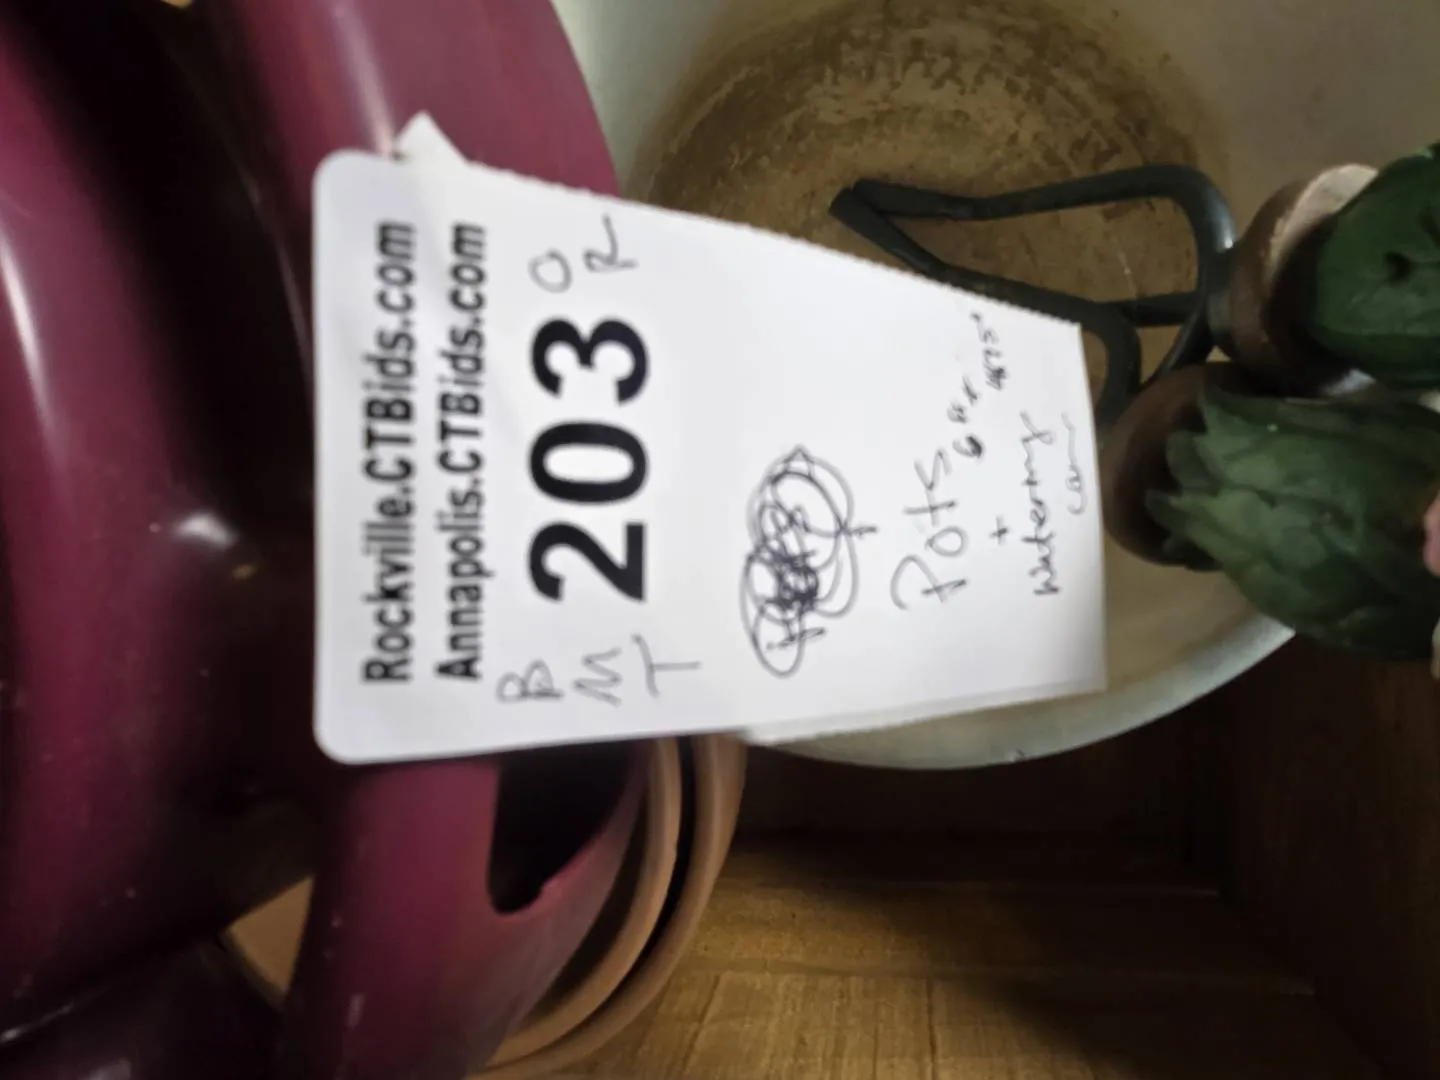 Rockville.CTBids.com
Annapolis.CTBids.com
B
M
T
203
O
R
Pots
+
Watering
can